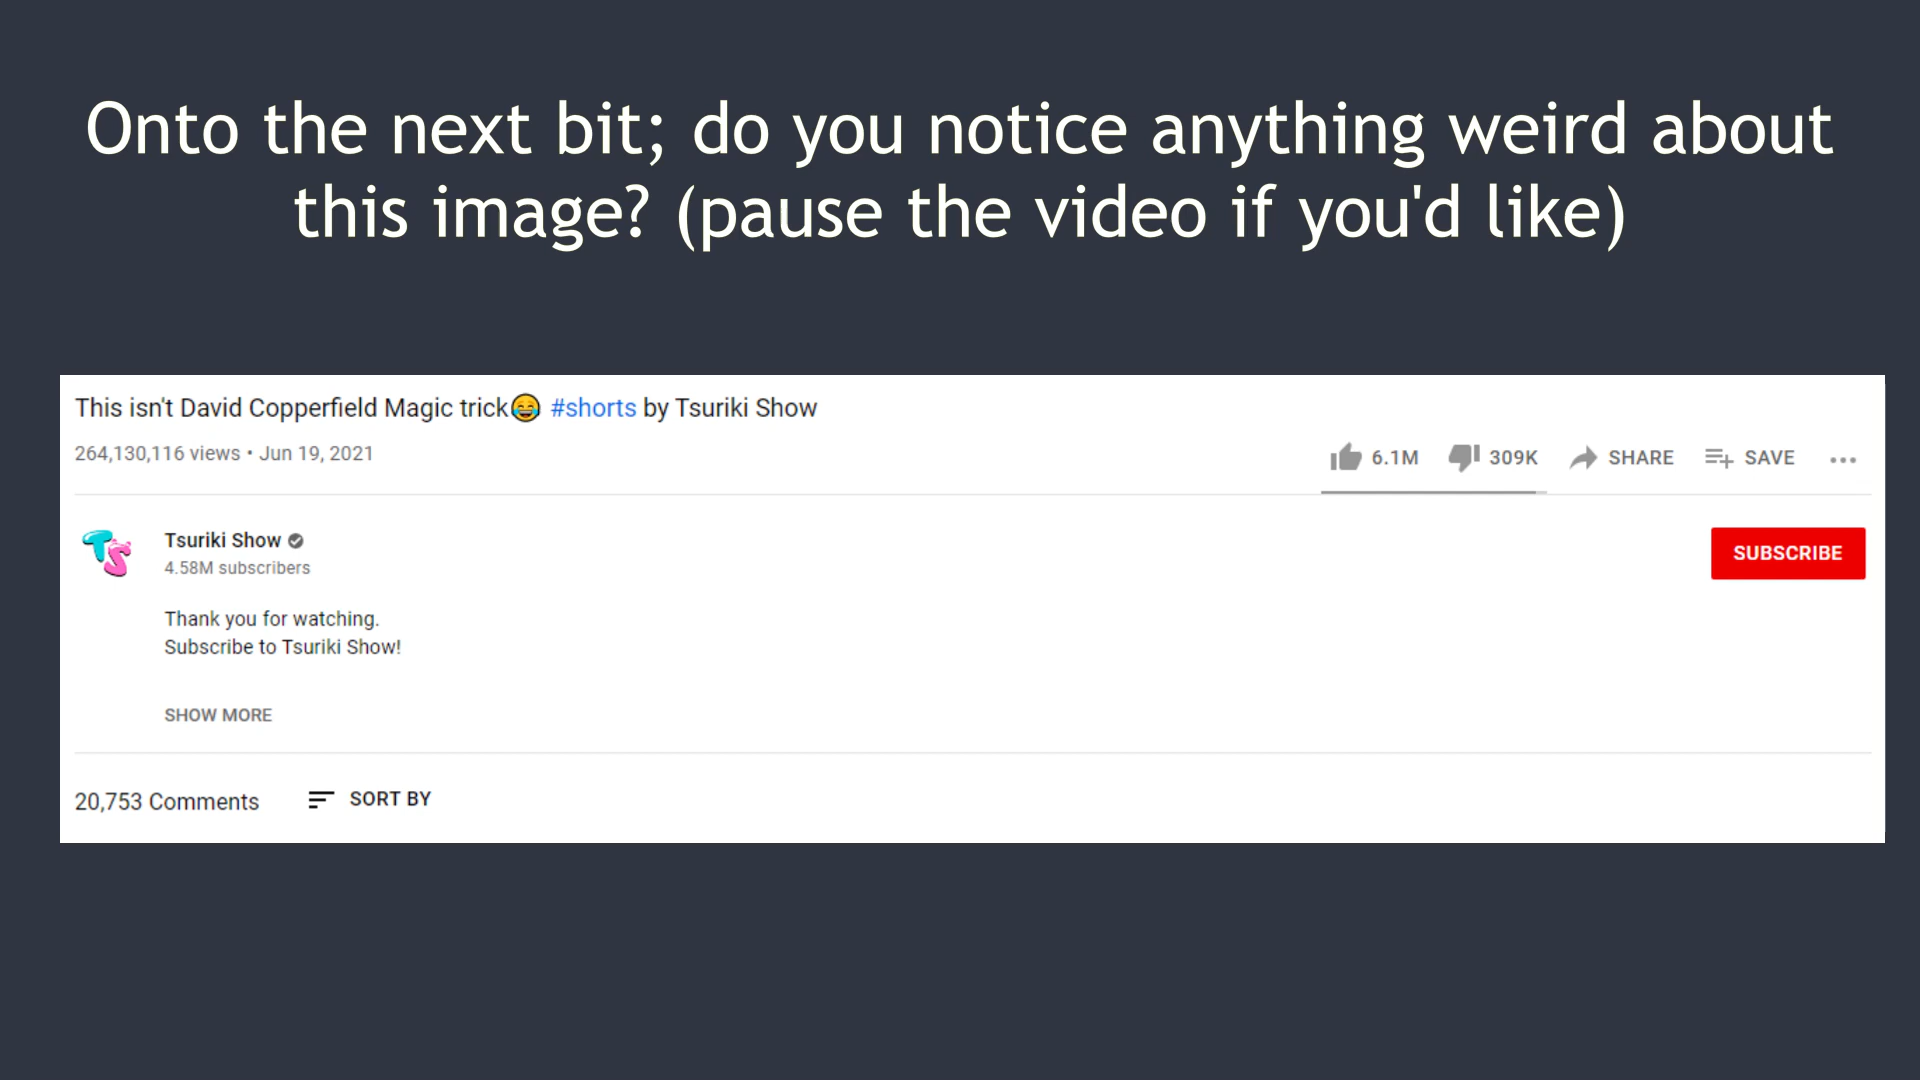 Onto the next bit; do you notice anything weird about
this image? (pause the video if you'd like)
This isn't David Copperfield Magic trick😂 #shorts by Tsuriki Show
264,130,116 views • Jun 19, 2021
6.1M 309K SHARE SAVE ...
TS
Tsuriki Show
4.58M subscribers
SUBSCRIBE
Thank you for watching.
Subscribe to Tsuriki Show!
SHOW MORE
20,753 Comments SORT BY